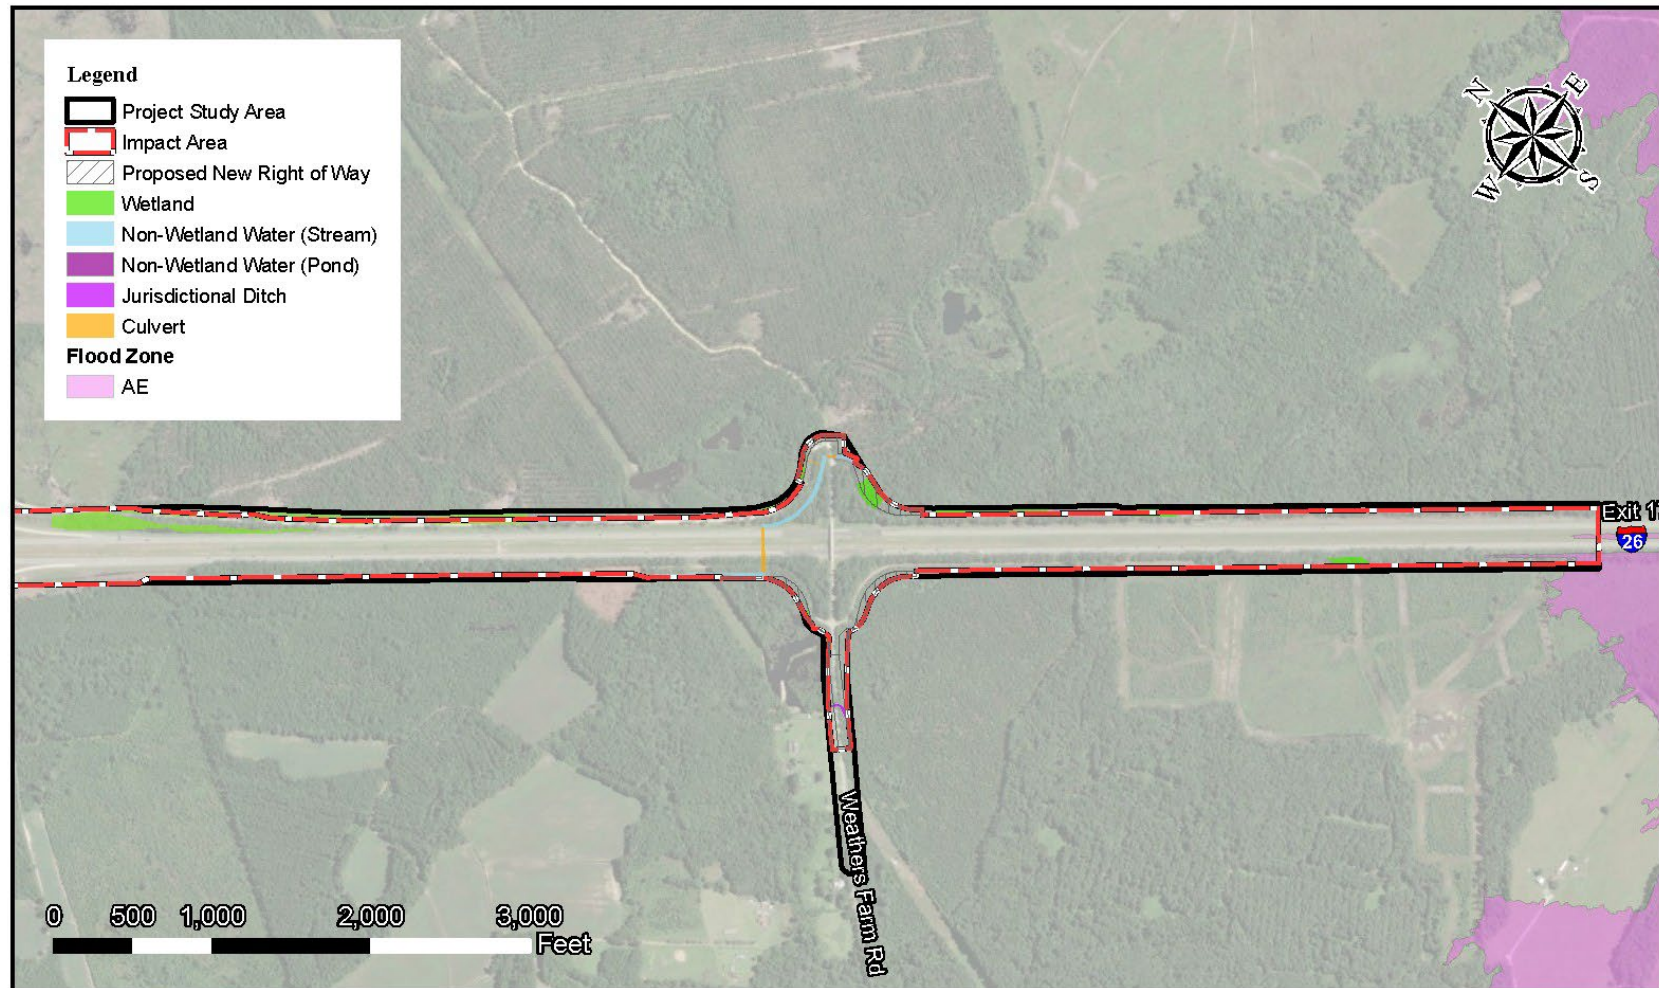 Legend
Project Study Area
Impact Area
Proposed New Right of Way
Wetland
Non-Wetland Water (Stream)
Non-Wetland Water (Pond)
Jurisdictional Ditch
Culvert
Flood Zone
AE
N
E
W
S
Exit
26
Weathers Farm Rd
0 500 1,000 2,000 3,000
Feet